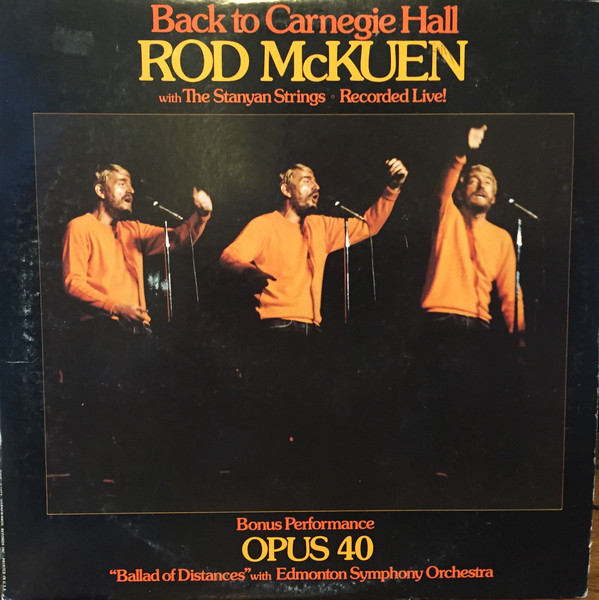 Back to Carnegie Hall
ROD McKUEN
with The Stanyan Strings • Recorded Live!
Bonus Performance
OPUS 40
"Ballad of Distances" with Edmonton Symphony Orchestra